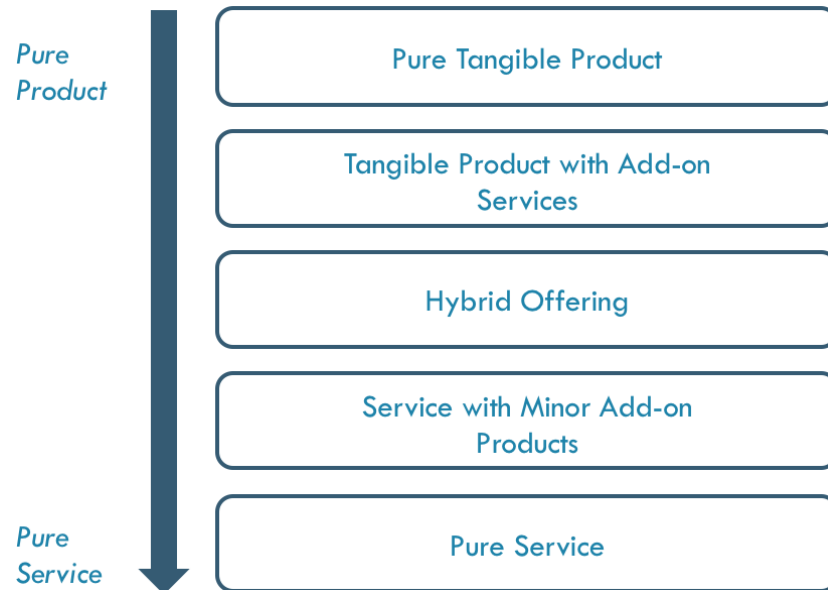 Pure
Product
Pure Tangible Product
Tangible Product with Add-on
Services
Hybrid Offering
Service with Minor Add-on
Products
Pure
Service
Pure Service